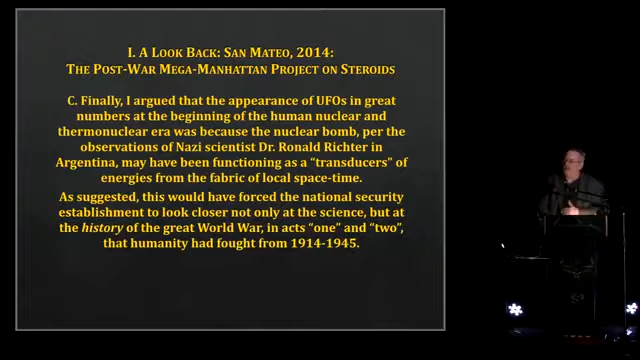 I. A LOOK BACK: SAN MATEO, 2014:
THE POST-WAR MEGA-MANHATTAN PROJECT ON STEROIDS
C. Finally, I argued that the appearance of UFOs in great
numbers at the beginning of the human nuclear and
thermonuclear era was because the nuclear bomb, per the
observations of Nazi scientist Dr. Ronald Richter in
Argentina, may have been functioning as a “transducers” of
energies from the fabric of local space-time.
As suggested, this would have forced the national security
establishment to look closer not only at the science, but at
the history of the great World War, in acts “one” and “two”,
that humanity had fought from 1914-1945.